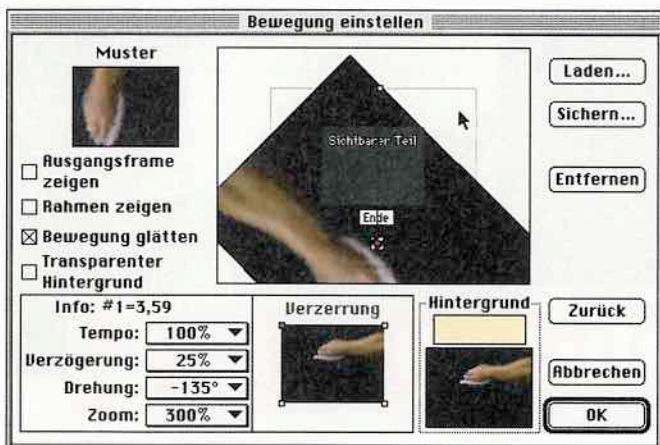 Bewegung einstellen
Muster
Ausgangsframe
zeigen
Rahmen zeigen
Bewegung glätten
Transparenter
Hintergrund
Sichtbarer Teil
Ende
Laden...
Sichern...
Entfernen
Info: #1=3,59
Tempo: 100%
Verzögerung: 25%
Drehung: -135°
Zoom: 300%
Verzerrung
Hintergrund
Zurück
Abbrechen
OK